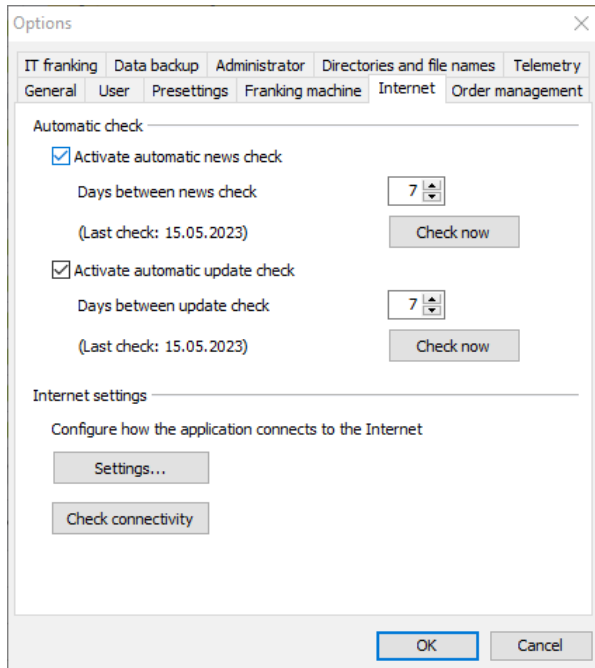 Options
IT franking Data backup Administrator Directories and file names Telemetry
General User Presettings Franking machine Internet Order management
Automatic check
Activate automatic news check
Days between news check 7
(Last check: 15.05.2023) Check now
Activate automatic update check
Days between update check 7
(Last check: 15.05.2023) Check now
Internet settings
Configure how the application connects to the Internet
Settings...
Check connectivity
OK Cancel